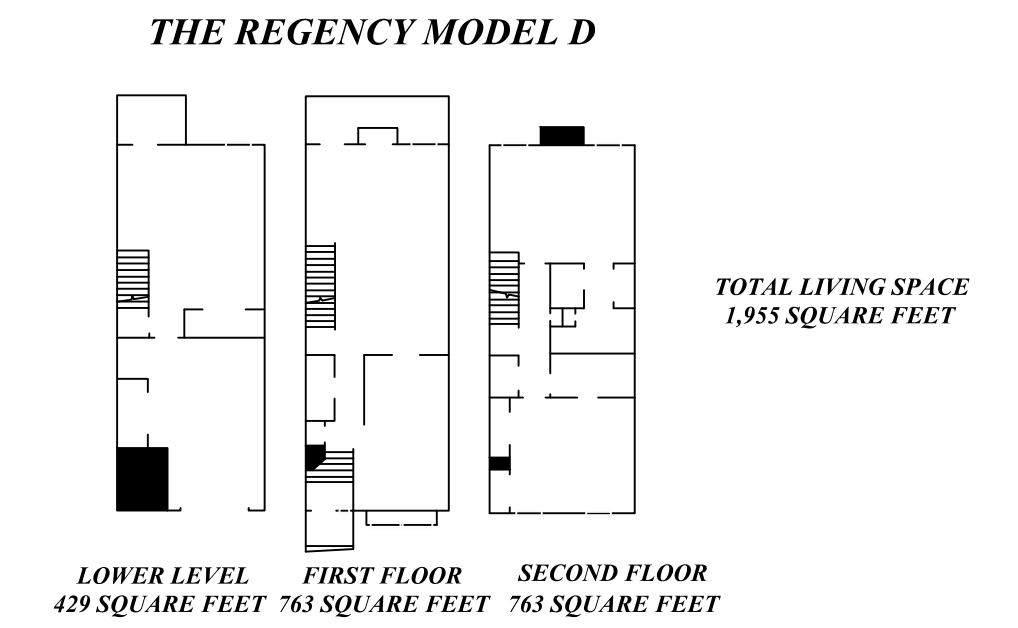 THE REGENCY MODEL D
TOTAL LIVING SPACE
1,955 SQUARE FEET
LOWER LEVEL
429 SQUARE FEET
FIRST FLOOR
763 SQUARE FEET
SECOND FLOOR
763 SQUARE FEET